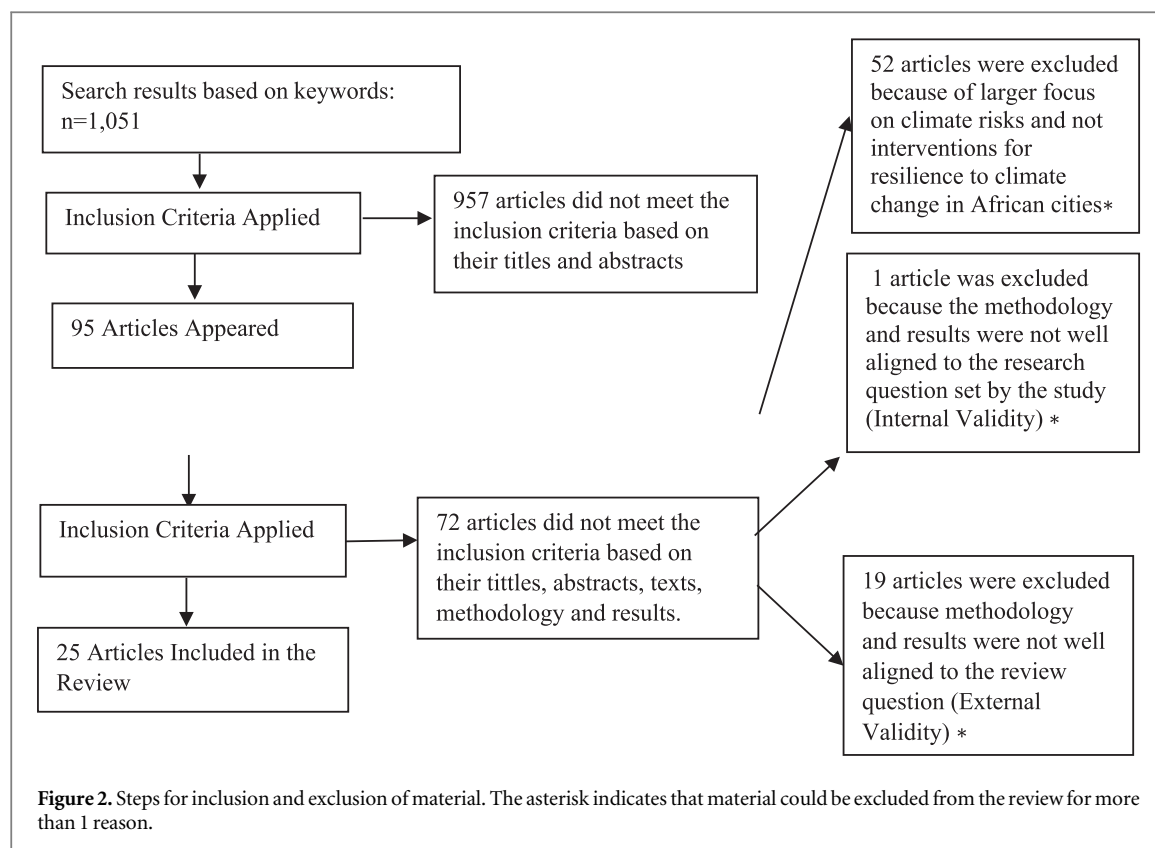 Search results based on keywords:
n=1,051
Inclusion Criteria Applied
957 articles did not meet the
inclusion criteria based on
their titles and abstracts
95 Articles Appeared
52 articles were excluded
because of larger focus
on climate risks and not
interventions for
resilience to climate
change in African cities*
1 article was excluded
because the methodology
and results were not well
aligned to the research
question set by the study
(Internal Validity) *
Inclusion Criteria Applied
72 articles did not meet the
inclusion criteria based on
their tittles, abstracts, texts,
methodology and results.
19 articles were excluded
because methodology
and results were not well
aligned to the review
question (External
Validity) *
25 Articles Included in the
Review
Figure 2. Steps for inclusion and exclusion of material. The asterisk indicates that material could be excluded from the review for more
than 1 reason.